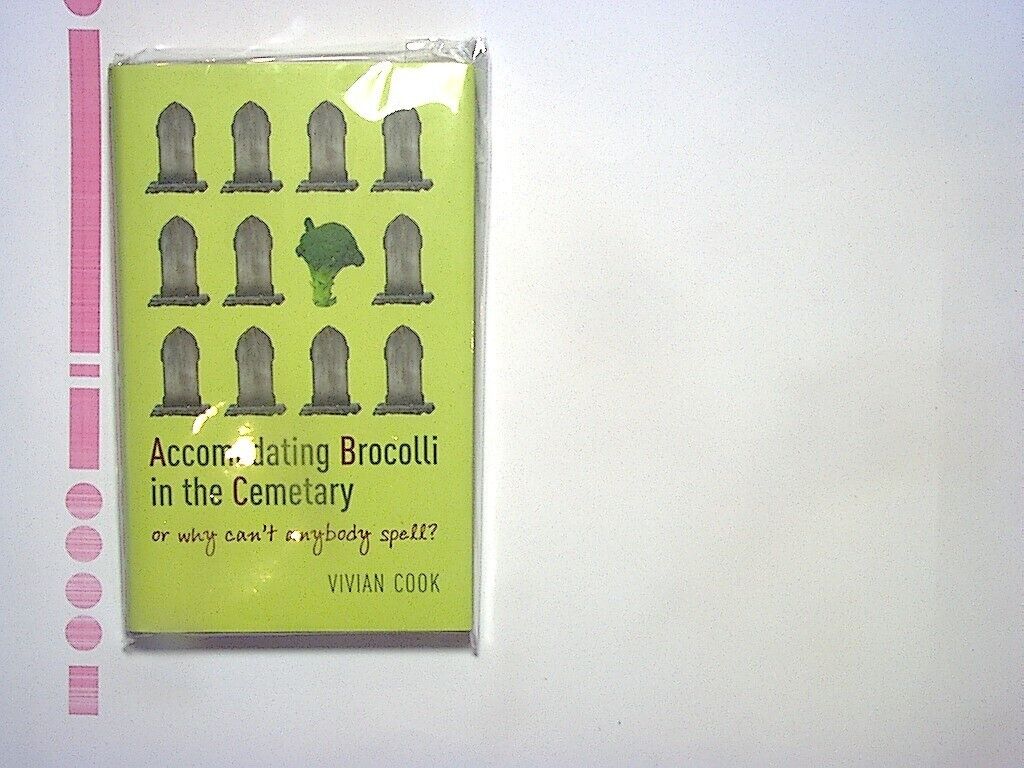 Accomodating Brocolli
in the Cemetary
or why can't anybody spell?
VIVIAN COOK